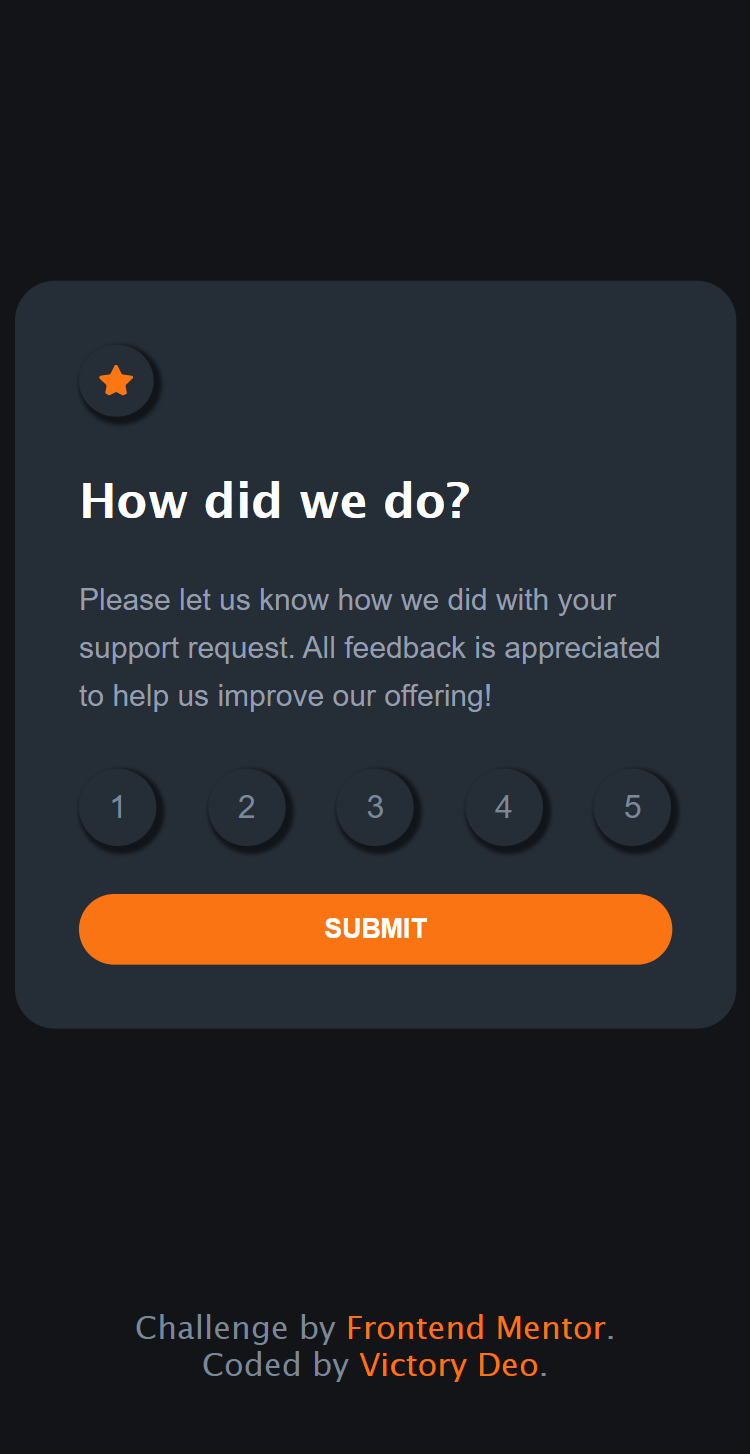 How did we do?
Please let us know how we did with your
support request. All feedback is appreciated
to help us improve our offering!
1 2 3 4 5
SUBMIT
Challenge by Frontend Mentor.
Coded by Victory Deo.